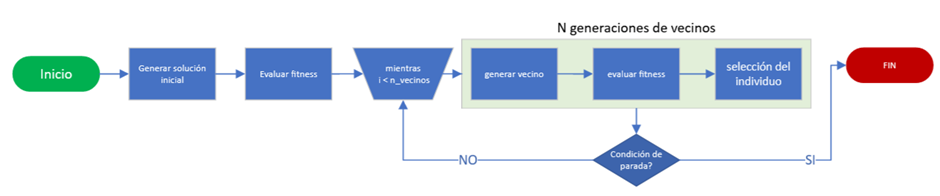 N generaciones de vecinos
Inicio
Generar solución
inicial
Evaluar fitness
mientras
i < n_vecinos
generar vecino
evaluar fitness
selección del
individuo
FIN
Condición de
parada?
NO
SI